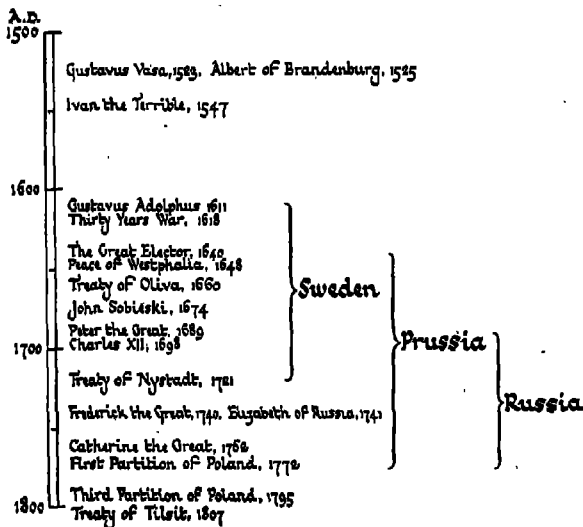 A.D.
1500
Gustavus Vasa, 1523, Albert of Brandenburg, 1525
Ivan the Terrible, 1547
1600
Gustavus Adolphus 1611
Thirty Years War, 1618
The Great Elector, 1640
Peace of Westphalia, 1648
Treaty of Oliva, 1660
Sweden
John Sobieski, 1674
Peter the Great, 1689
Charles XII, 1698
Prussia
1700
Treaty of Nystadt, 1721
Russia
Frederick the Great, 1740, Elizabeth of Russia, 1741
Catherine the Great, 1762
First Partition of Poland, 1772
Third Partition of Poland, 1795
1800
Treaty of Tilsit, 1807